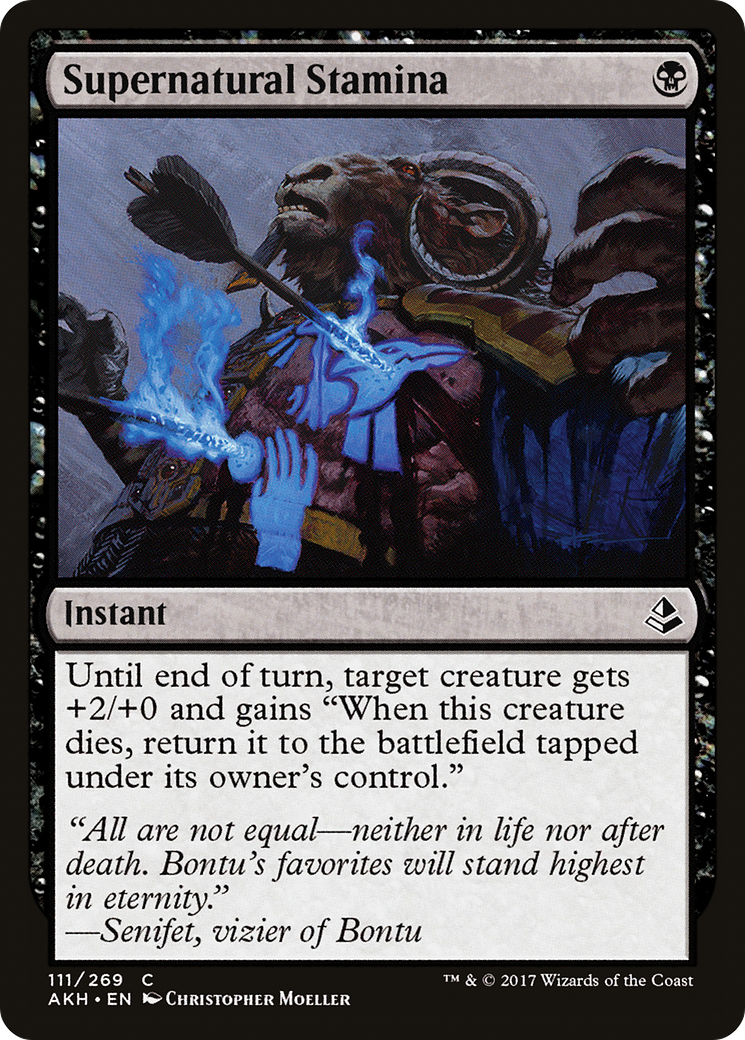 Supernatural Stamina
Instant
Until end of turn, target creature gets
+2/+0 and gains “When this creature
dies, return it to the battlefield tapped
under its owner’s control.”
“All are not equal—neither in life nor after
death. Bontu’s favorites will stand highest
in eternity.”
—Senifet, vizier of Bontu
111/269 C
™ & © 2017 Wizards of the Coast
AKH • EN Christopher Moeller